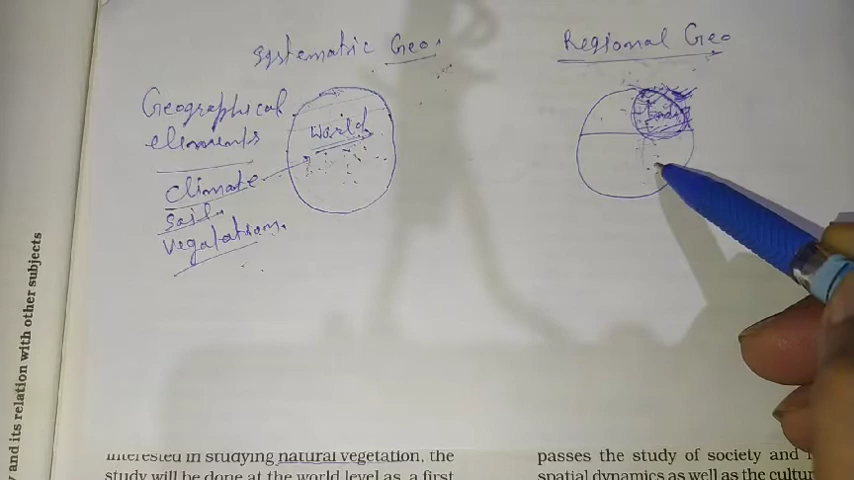 Systematic Geo.
Regional Geo
Geographical
elements
World
climate
soil.
vegatation.
y and its relation with other subjects
interested in studying natural vegetation, the
study will be done at the world level as a first
passes the study of society and
spatial dynamics as well as the cultur